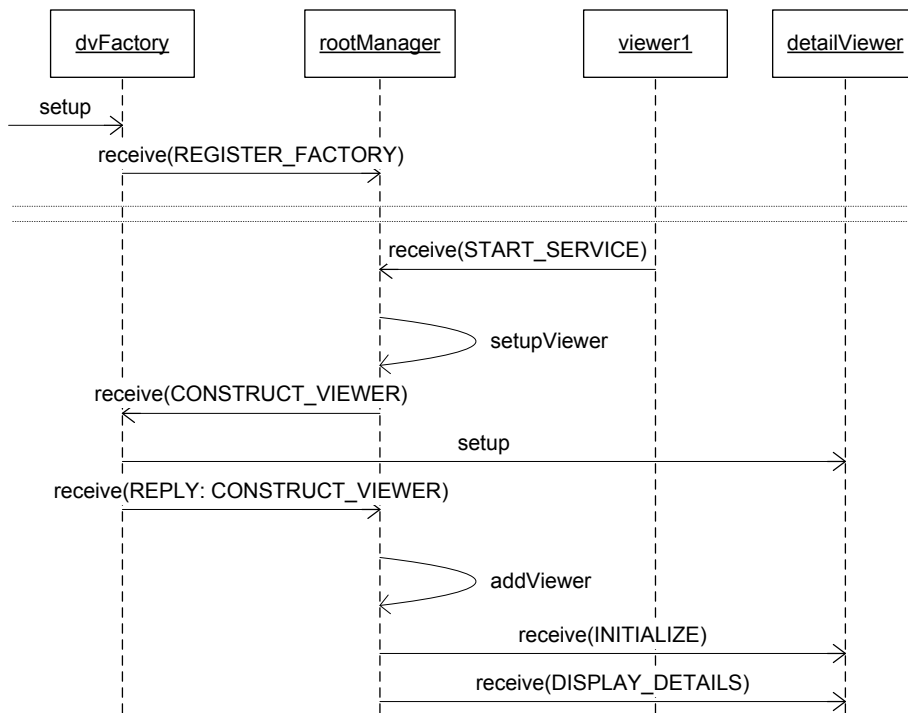 dvFactory
rootManager
viewer1
detailViewer
setup
receive(REGISTER_FACTORY)
receive(START_SERVICE)
setupViewer
receive(CONSTRUCT_VIEWER)
setup
receive(REPLY: CONSTRUCT_VIEWER)
addViewer
receive(INITIALIZE)
receive(DISPLAY_DETAILS)